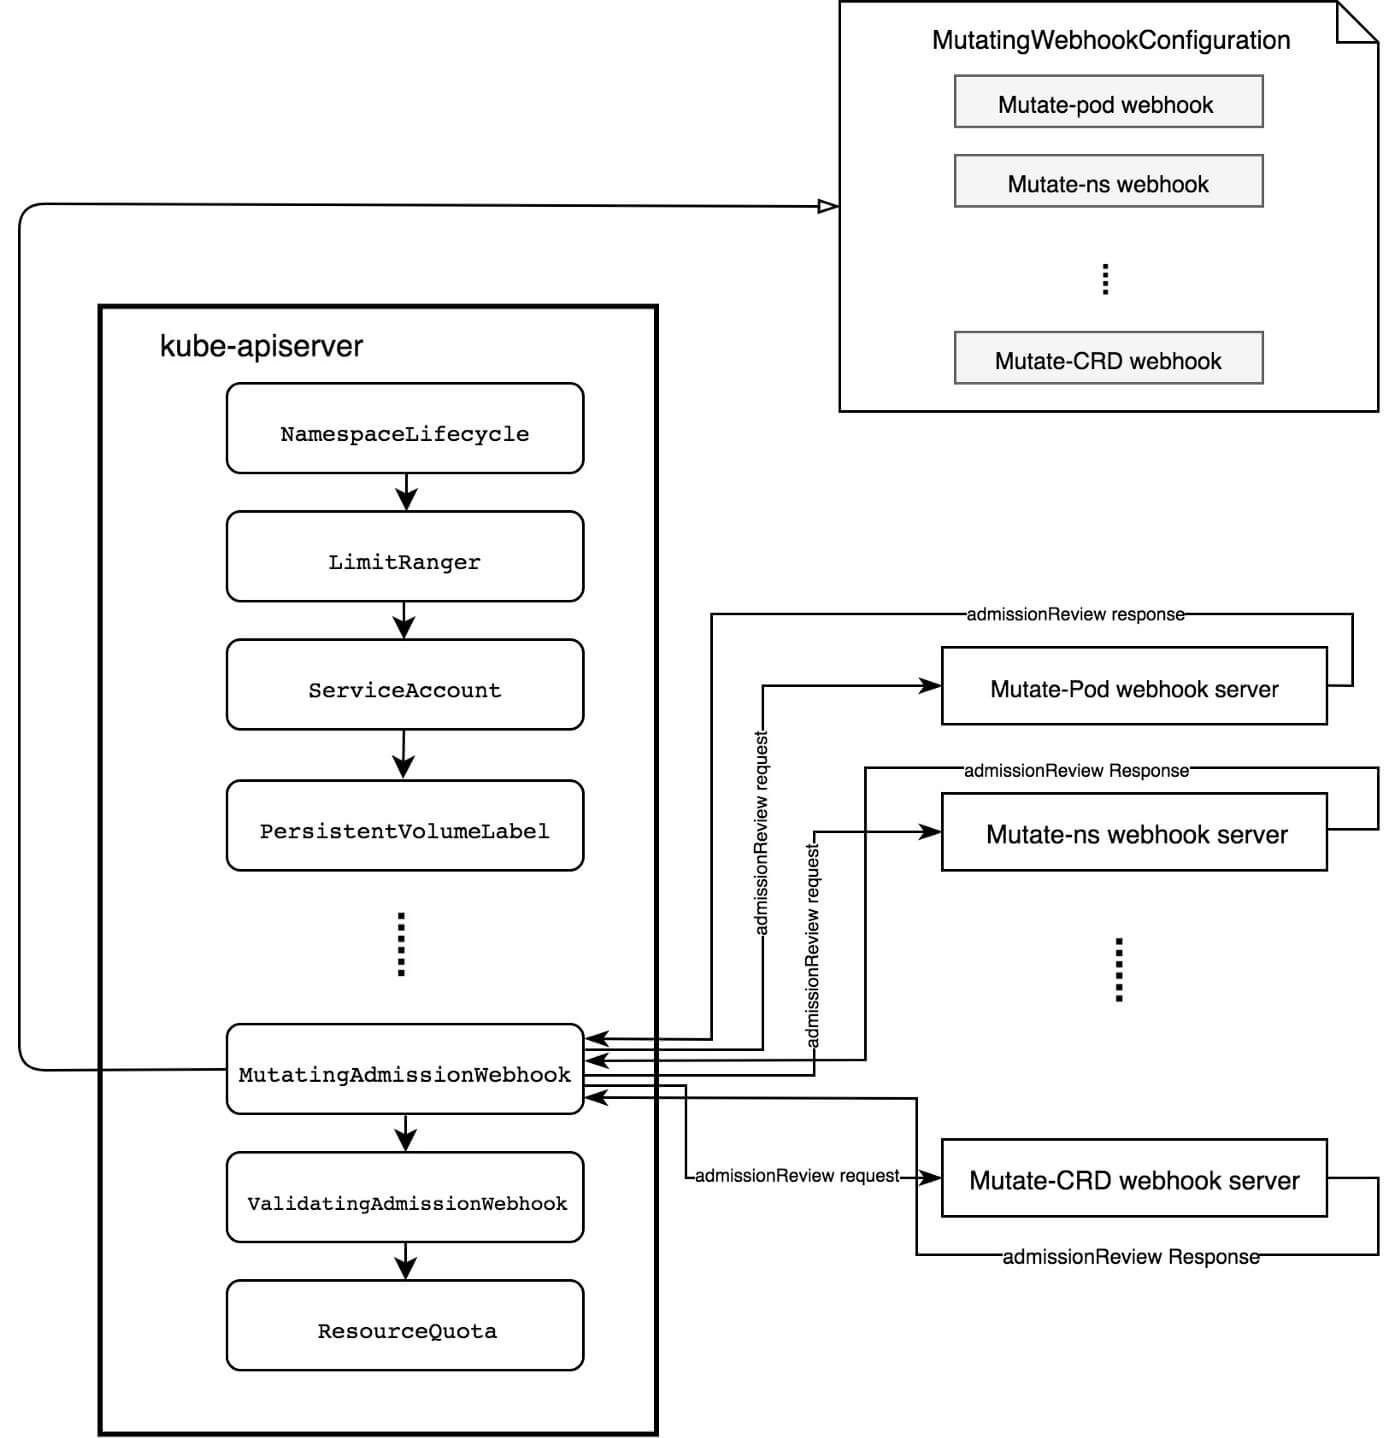 MutatingWebhookConfiguration
Mutate-pod webhook
Mutate-ns webhook
Mutate-CRD webhook
kube-apiserver
NamespaceLifecycle
LimitRanger
ServiceAccount
PersistentVolumeLabel
MutatingAdmissionWebhook
ValidatingAdmissionWebhook
ResourceQuota
admissionReview response
Mutate-Pod webhook server
admissionReview request
admissionReview Response
Mutate-ns webhook server
admissionReview request
Mutate-CRD webhook server
admissionReview request
admissionReview Response